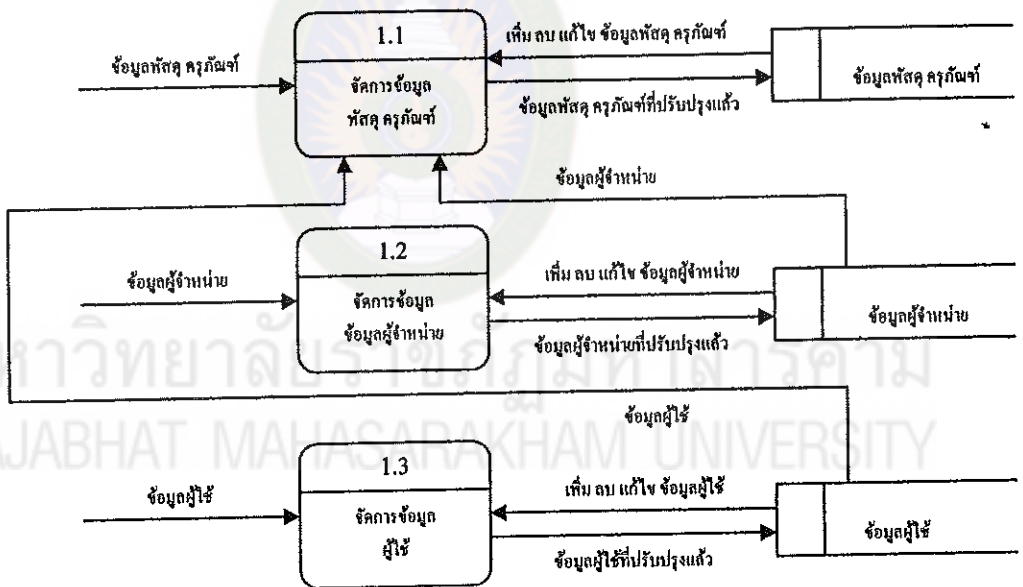 1.1
เพิ่ม ลบ แก้ไข ข้อมูลพัสดุ ครุภัณฑ์
ข้อมูลพัสดุ ครุภัณฑ์
จัดการข้อมูล
พัสดุ ครุภัณฑ์
ข้อมูลพัสดุ ครุภัณฑ์
ข้อมูลพัสดุ ครุภัณฑ์ที่ปรับปรุงแล้ว
ข้อมูลผู้จำหน่าย
1.2
ข้อมูลผู้จำหน่าย
เพิ่ม ลบ แก้ไข ข้อมูลผู้จำหน่าย
จัดการข้อมูล
ข้อมูลผู้จำหน่าย
ข้อมูลผู้จำหน่าย
ข้อมูลผู้จำหน่ายที่ปรับปรุงแล้ว
หาวิทยาลัยราชภัฏมหาสารคาม
ข้อมูลผู้ใช้
AJABHAT MAHASARAKHAM UNIVERSITY
1.3
ข้อมูลผู้ใช้
เพิ่ม ลบ แก้ไข ข้อมูลผู้ใช้
จัดการข้อมูล
ผู้ใช้
ข้อมูลผู้ใช้
ข้อมูลผู้ใช้ที่ปรับปรุงแล้ว